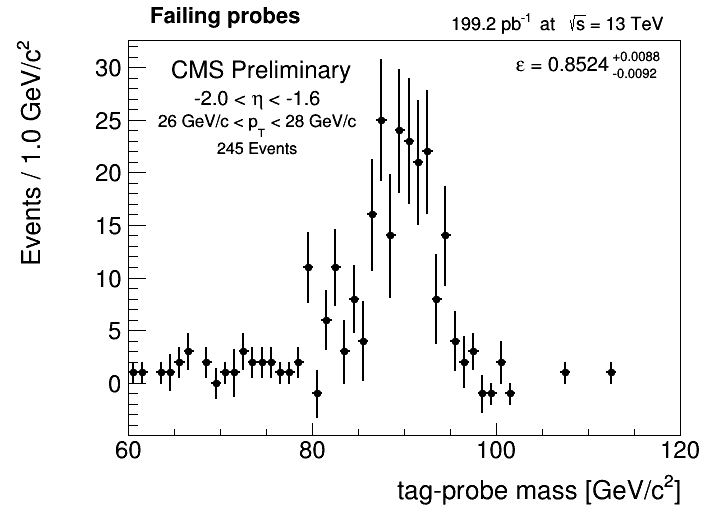 Failing probes
199.2 pb⁻¹ at √s = 13 TeV
CMS Preliminary
ε = 0.8524 +0.0088 -0.0092
-2.0 < η < -1.6
26 GeV/c < p_T < 28 GeV/c
245 Events
Events / 1.0 GeV/c²
30
25
20
15
10
5
0
60 80 100 120
tag-probe mass [GeV/c²]